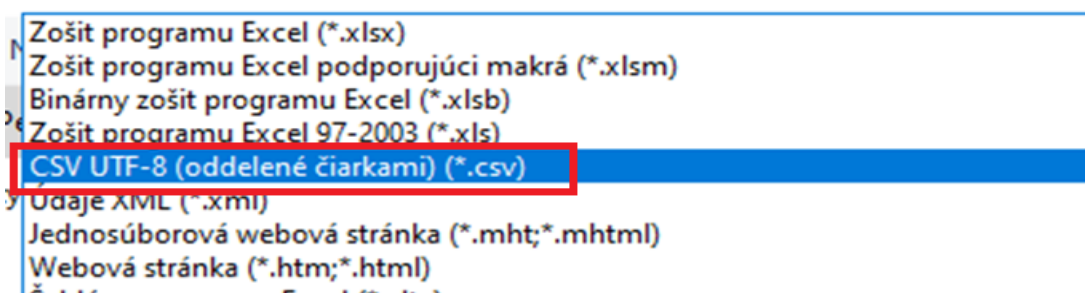 Zošit programu Excel (*.xlsx)
Zošit programu Excel podporujúci makrá (*.xlsm)
Binárny zošit programu Excel (*.xlsb)
Zošit programu Excel 97-2003 (*.xls)
CSV UTF-8 (oddelené čiarkami) (*.csv)
Údaje XML (*.xml)
Jednosúborová webová stránka (*.mht;*.mhtml)
Webová stránka (*.htm;*.html)